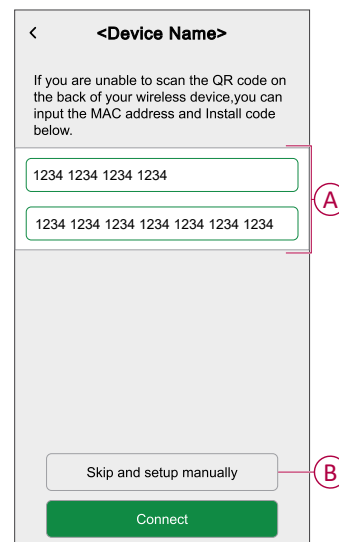 < <Device Name>
If you are unable to scan the QR code on
the back of your wireless device,you can
input the MAC address and Install code
below.
1234 1234 1234 1234
A
1234 1234 1234 1234 1234 1234 1234
Skip and setup manually
B
Connect